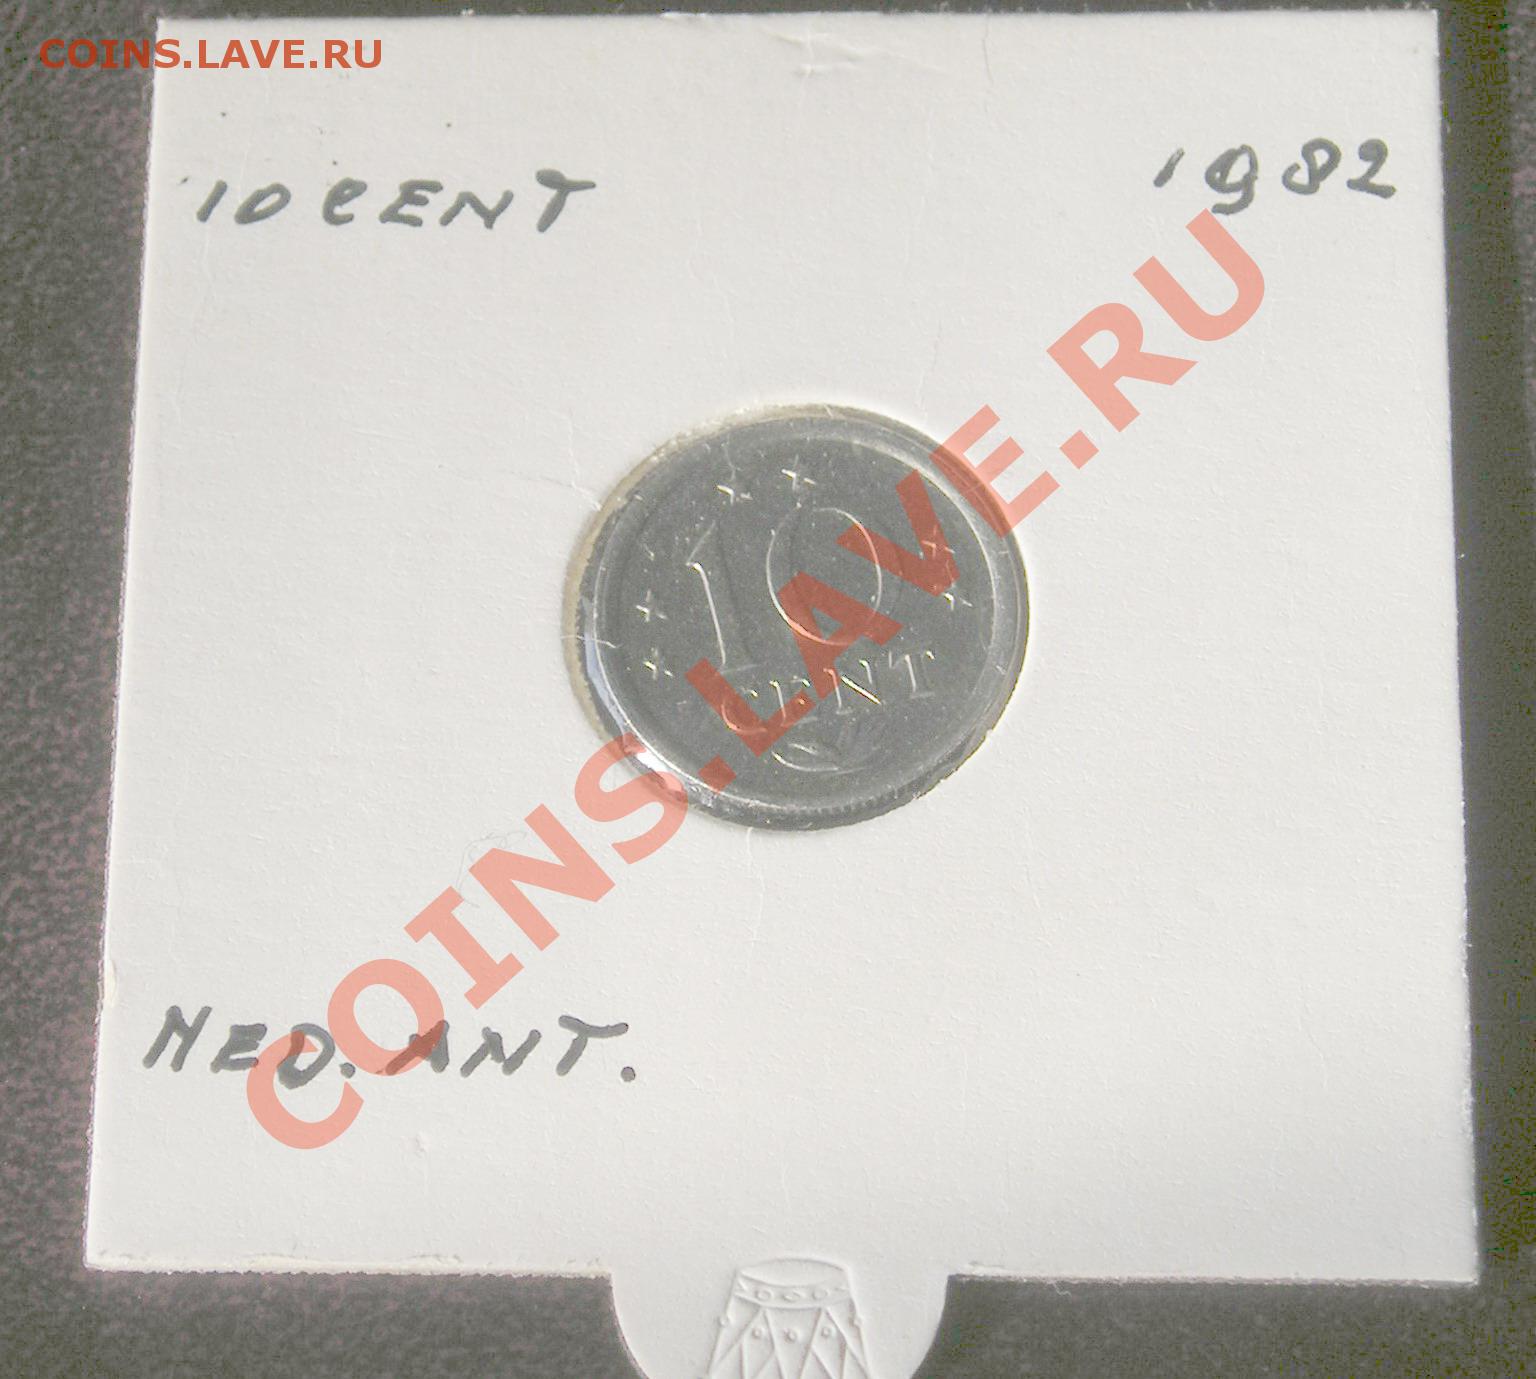 COINS.LAVE.RU
10 CENT
1982
10
CENT
COINS.LAVE.RU
NED. ANT.